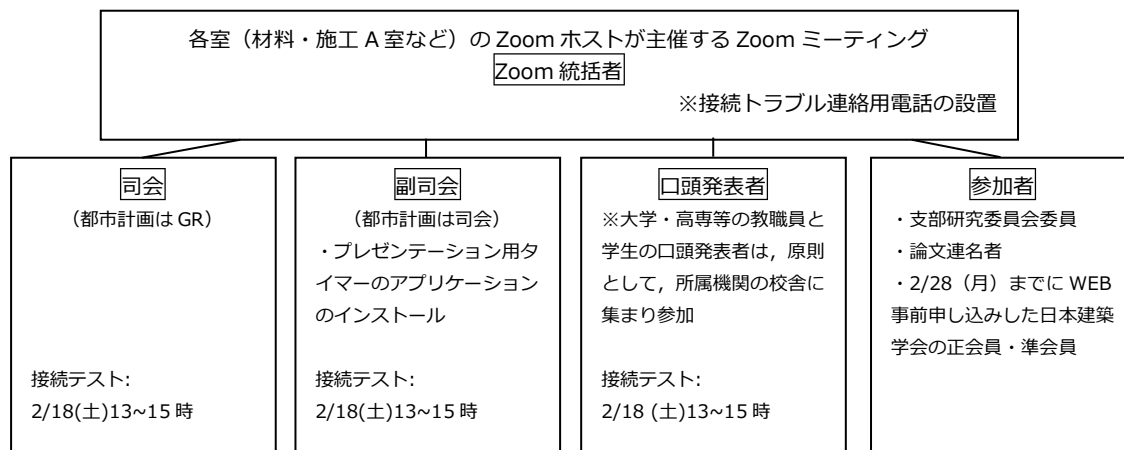 各室（材料・施工 A 室など）の Zoom ホストが主催する Zoom ミーティング
Zoom 統括者
※接続トラブル連絡用電話の設置
司会
（都市計画は GR）
接続テスト:
2/18(土)13~15 時
副司会
（都市計画は司会）
・プレゼンテーション用タ
イマーのアプリケーション
のインストール
接続テスト:
2/18(土)13~15 時
口頭発表者
※大学・高専等の教職員と
学生の口頭発表者は，原則
として，所属機関の校舎に
集まり参加
接続テスト:
2/18 (土)13~15 時
参加者
・支部研究委員会委員
・論文連名者
・2/28（月）までに WEB
事前申し込みした日本建築
学会の正会員・準会員